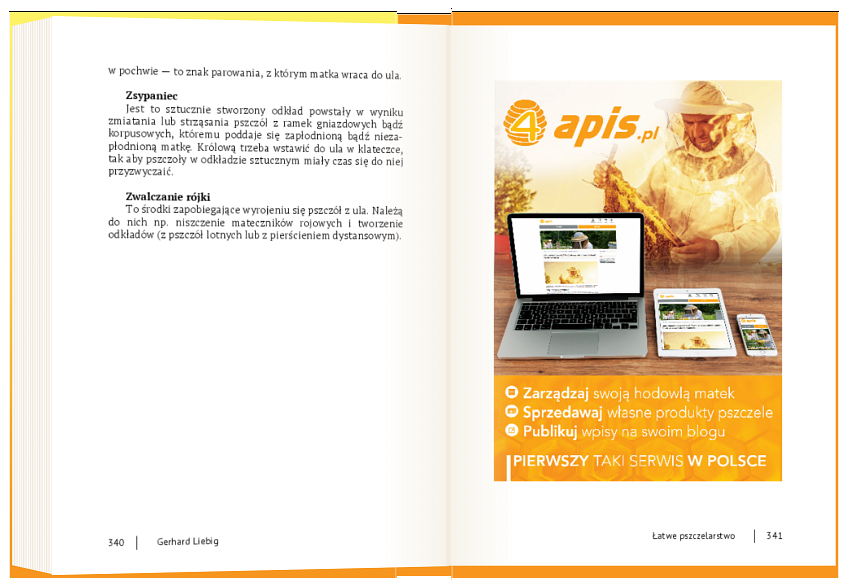 w pochwie — to znak parowania, z którym matka wraca do ula.
Zsypaniec
Jest to sztucznie stworzony odkład powstały w wyniku
zmiatania lub strząsania pszczół z ramek gniazdowych bądź
korpusowych, któremu poddaje się zapłodnioną bądź nieza-
płodnioną matkę. Królową trzeba wstawić do ula w klateczce,
tak aby pszczoły w odkładzie sztucznym miały czas się do niej
przyzwyczaić.
Zwalczanie rójki
To środki zapobiegające wyrojeniu się pszczół z ula. Należą
do nich np. niszczenie mateczników rojowych i tworzenie
odkładów (z pszczół lotnych lub z pierścieniem dystansowym).
340 | Gerhard Liebig
4 apis.pl
Zarządzaj swoją hodowlą matek
Sprzedawaj własne produkty pszczele
Publikuj wpisy na swoim blogu
PIERWSZY TAKI SERWIS W POLSCE
Łatwe pszczelarstwo | 341